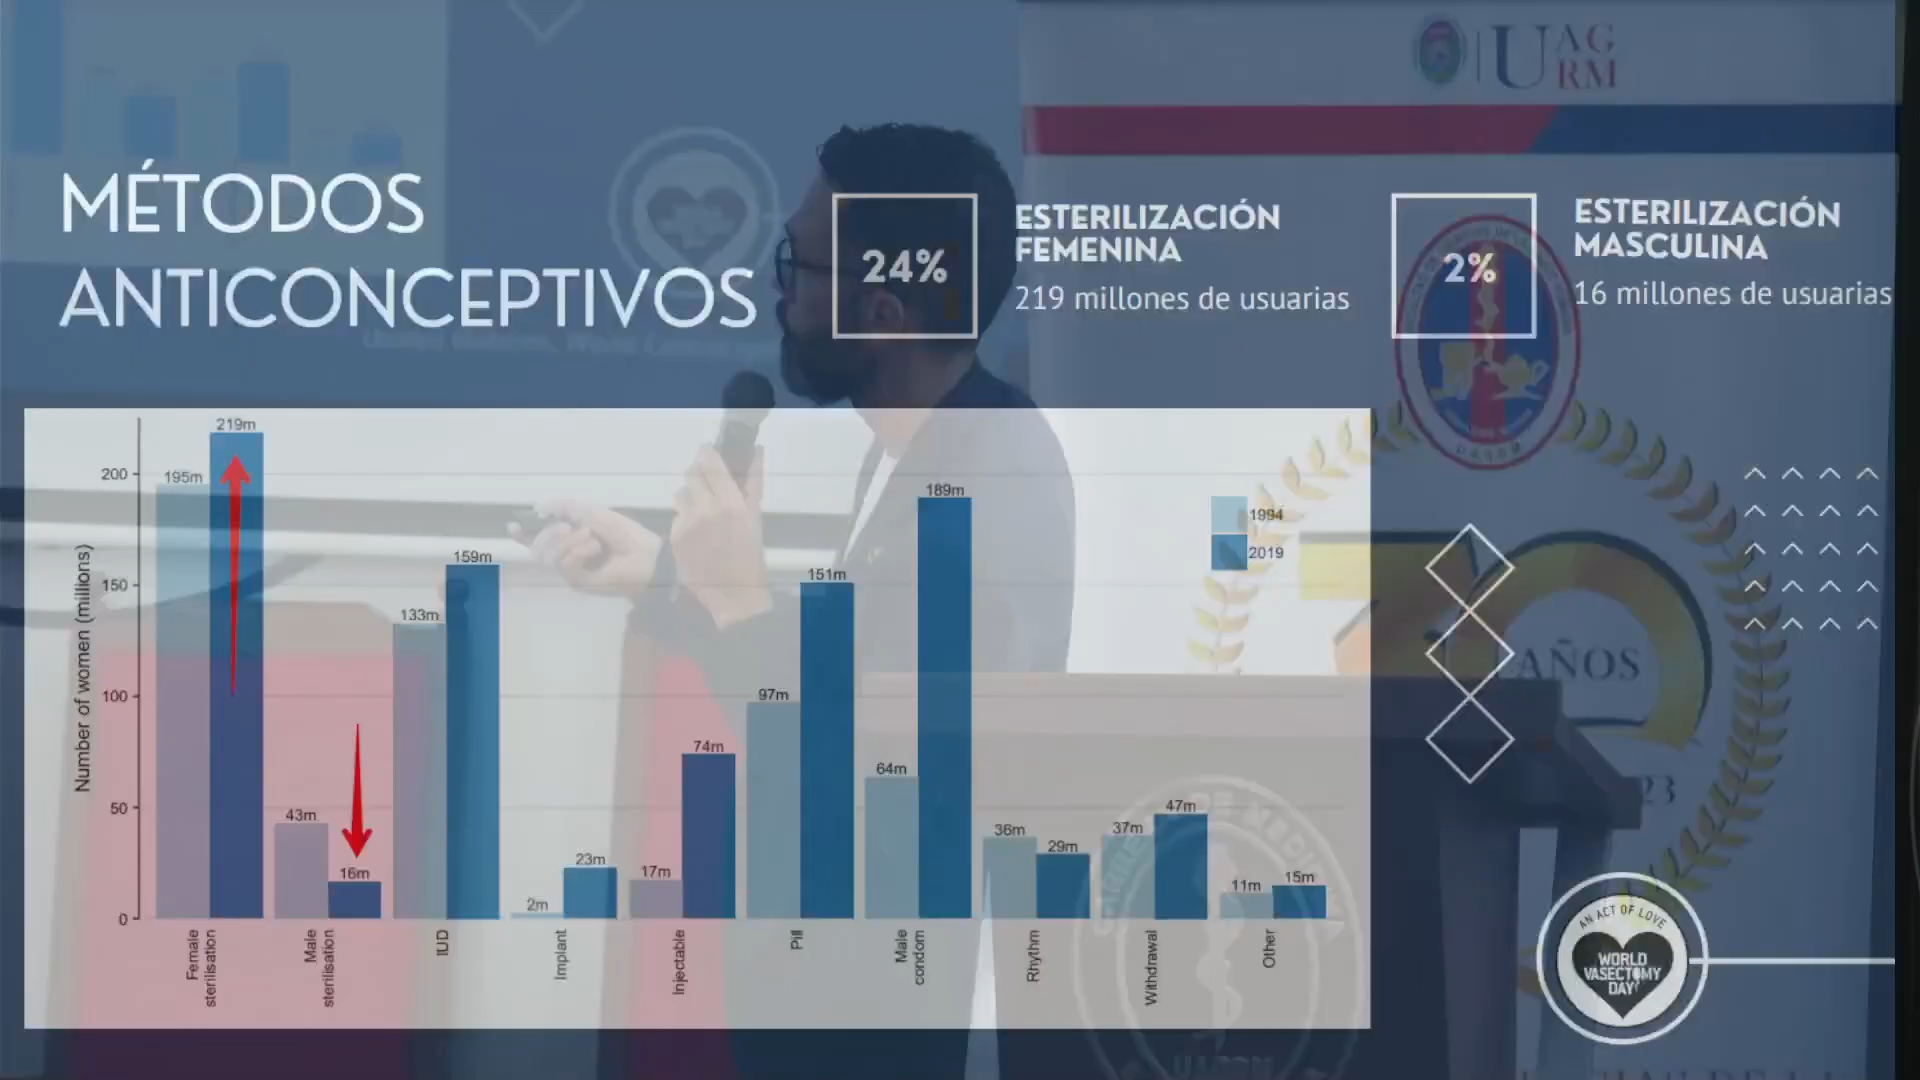 U AG
RM
MÉTODOS
ANTICONCEPTIVOS
24%
ESTERILIZACIÓN
FEMENINA
219 millones de usuarias
2%
ESTERILIZACIÓN
MASCULINA
16 millones de usuarias
Number of women (millions)
200
150
100
50
0
195m
219m
43m
16m
133m
159m
2m
23m
17m
74m
97m
151m
64m
189m
36m
29m
37m
47m
11m
15m
1994
2019
Female
sterilisation
Male
sterilisation
IUD
Implant
Injectable
Pill
Male
condom
Rhythm
Withdrawal
Other
AÑOS
AN ACT OF LOVE
WORLD
VASECTOMY
DAY